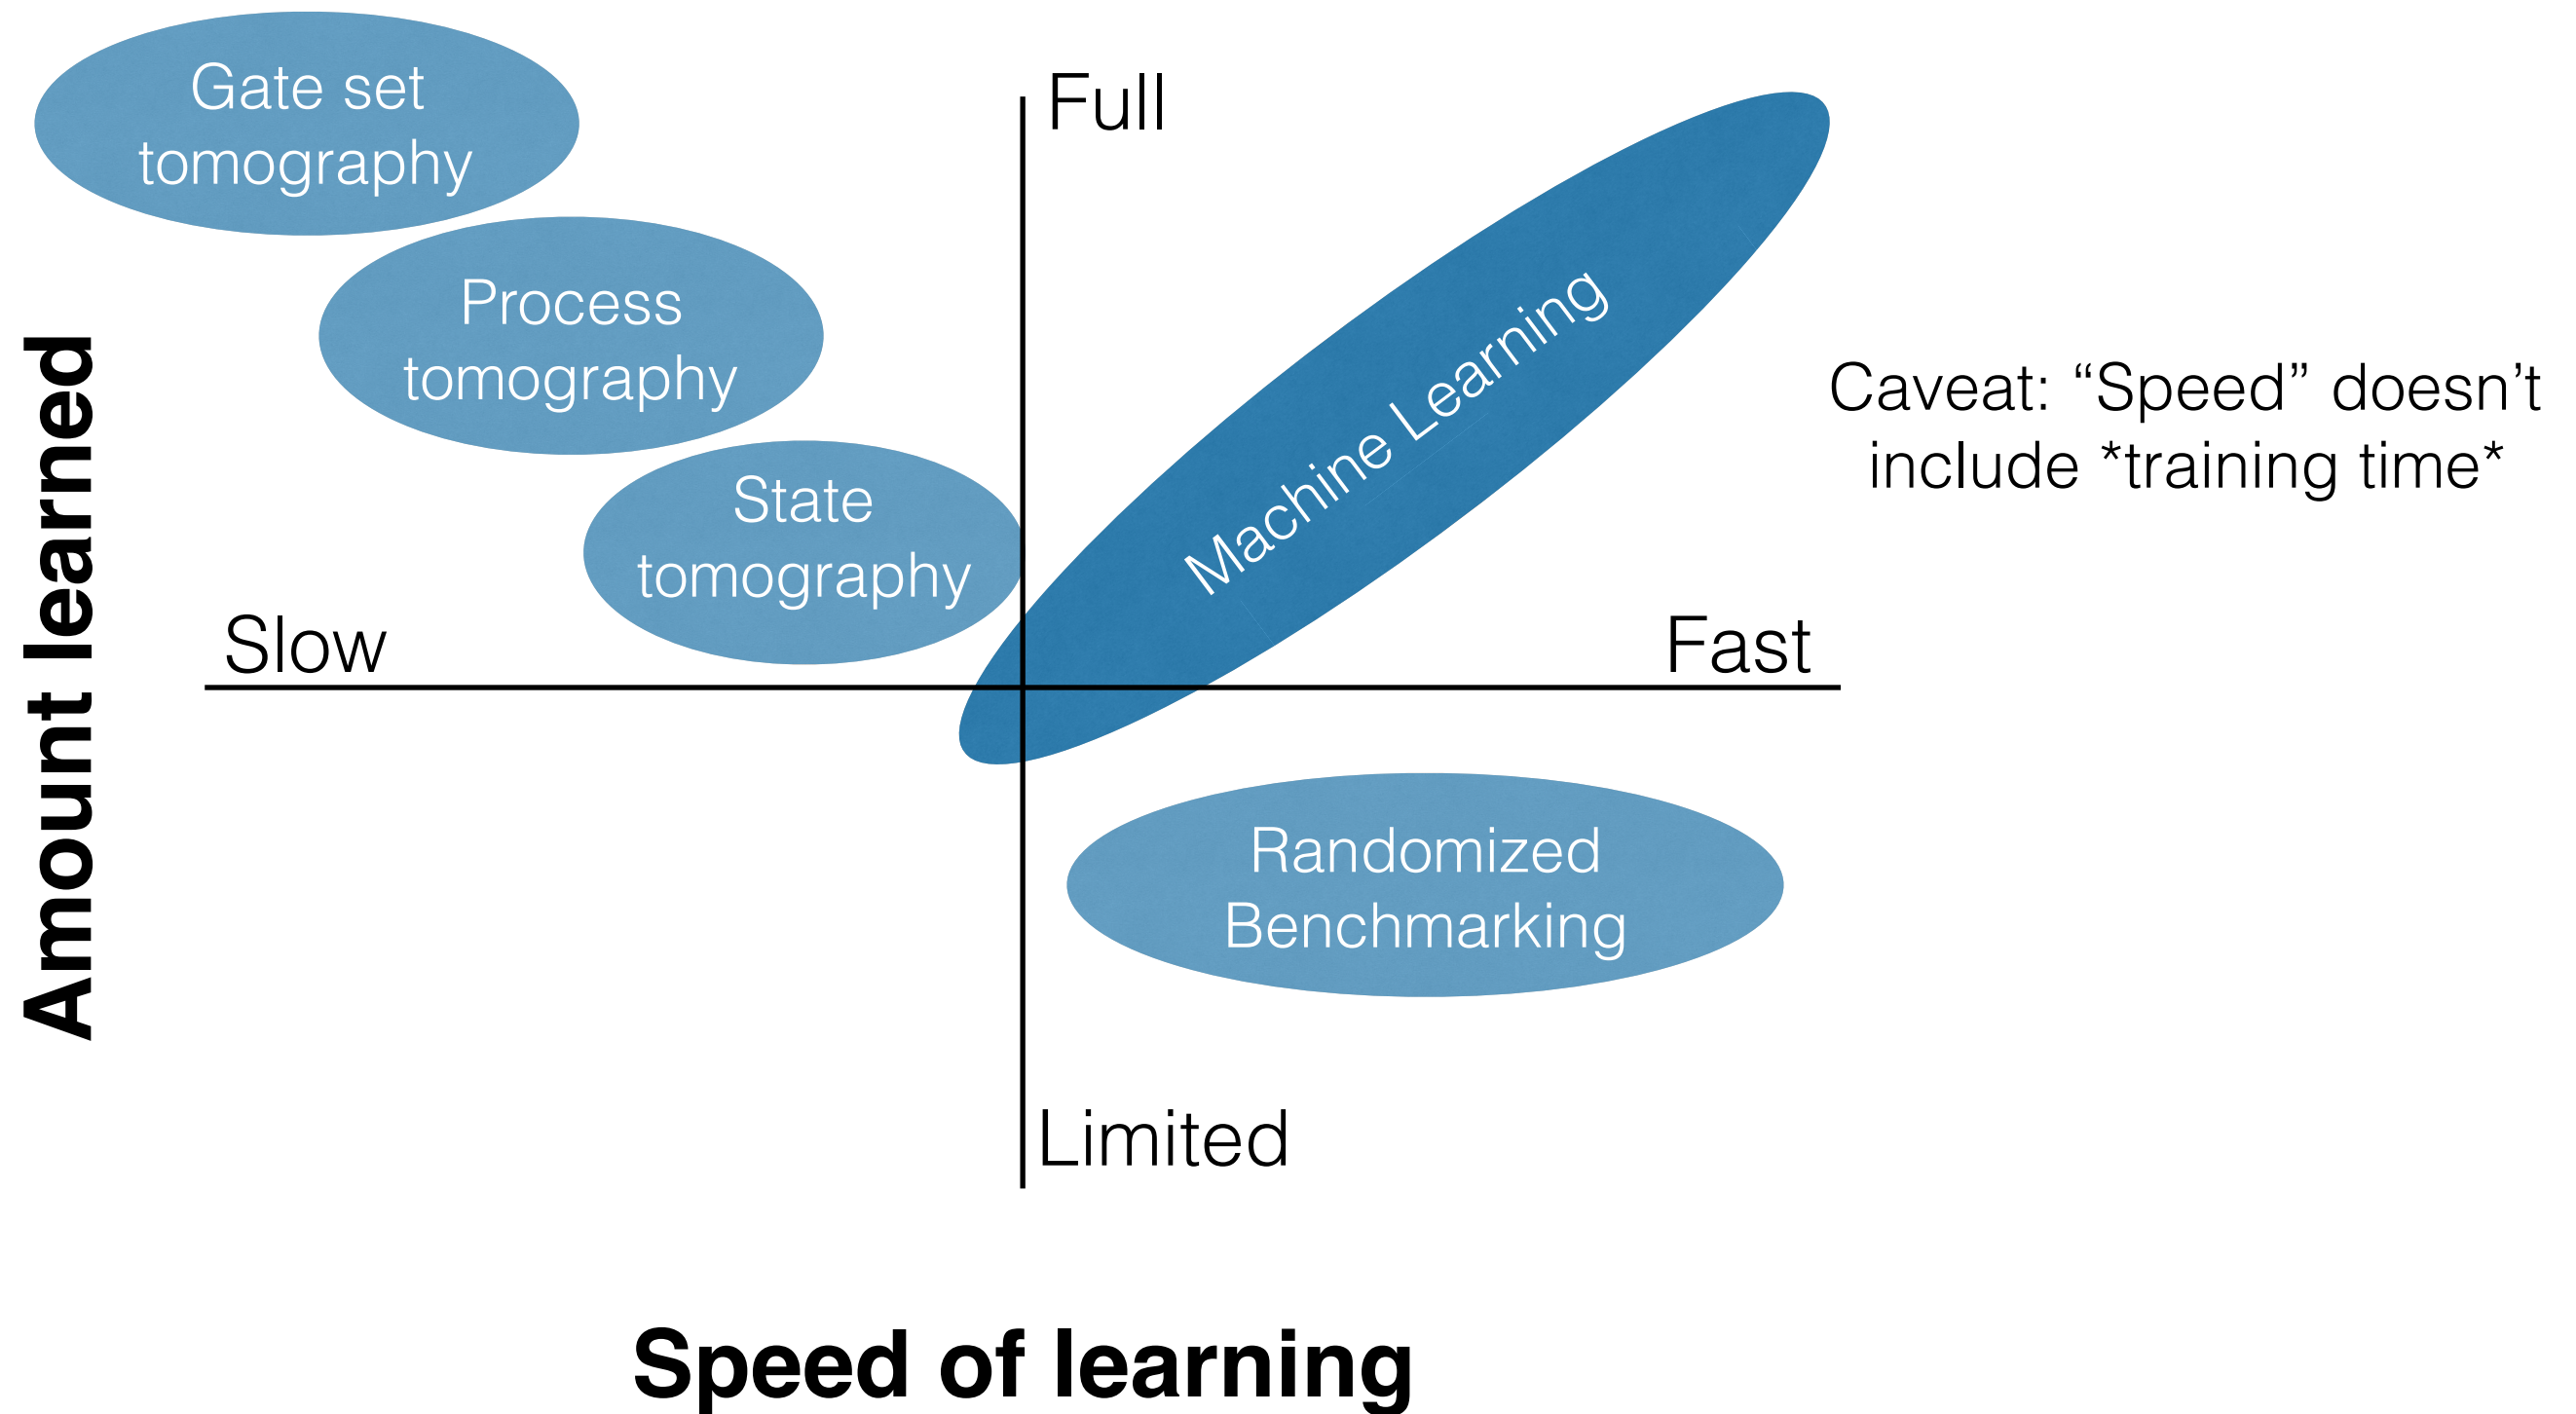 Gate set
tomography
Full
Process
tomography
Machine Learning
Caveat: “Speed” doesn’t
include *training time*
State
tomography
Slow
Fast
Amount learned
Randomized
Benchmarking
Limited
Speed of learning